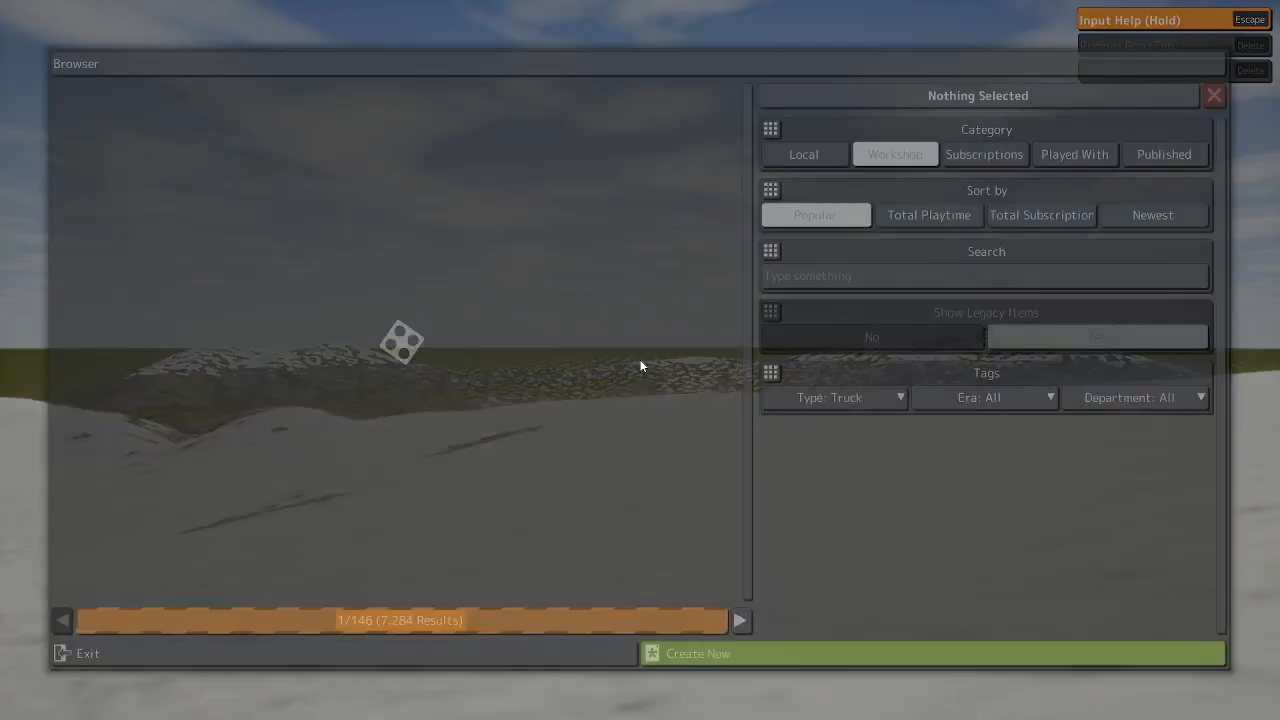 Input Help (Hold)
Escape
Delete
Browser
Delete
Nothing Selected
Category
Local
Workshop
Subscriptions
Played With
Published
Sort by
Popular
Total Playtime
Total Subscription
Newest
Search
Type something
Show Legacy Items
No
Tags
Type: Truck
Era: All
Department: All
1/146 (7,284 Results)
Exit
Create New